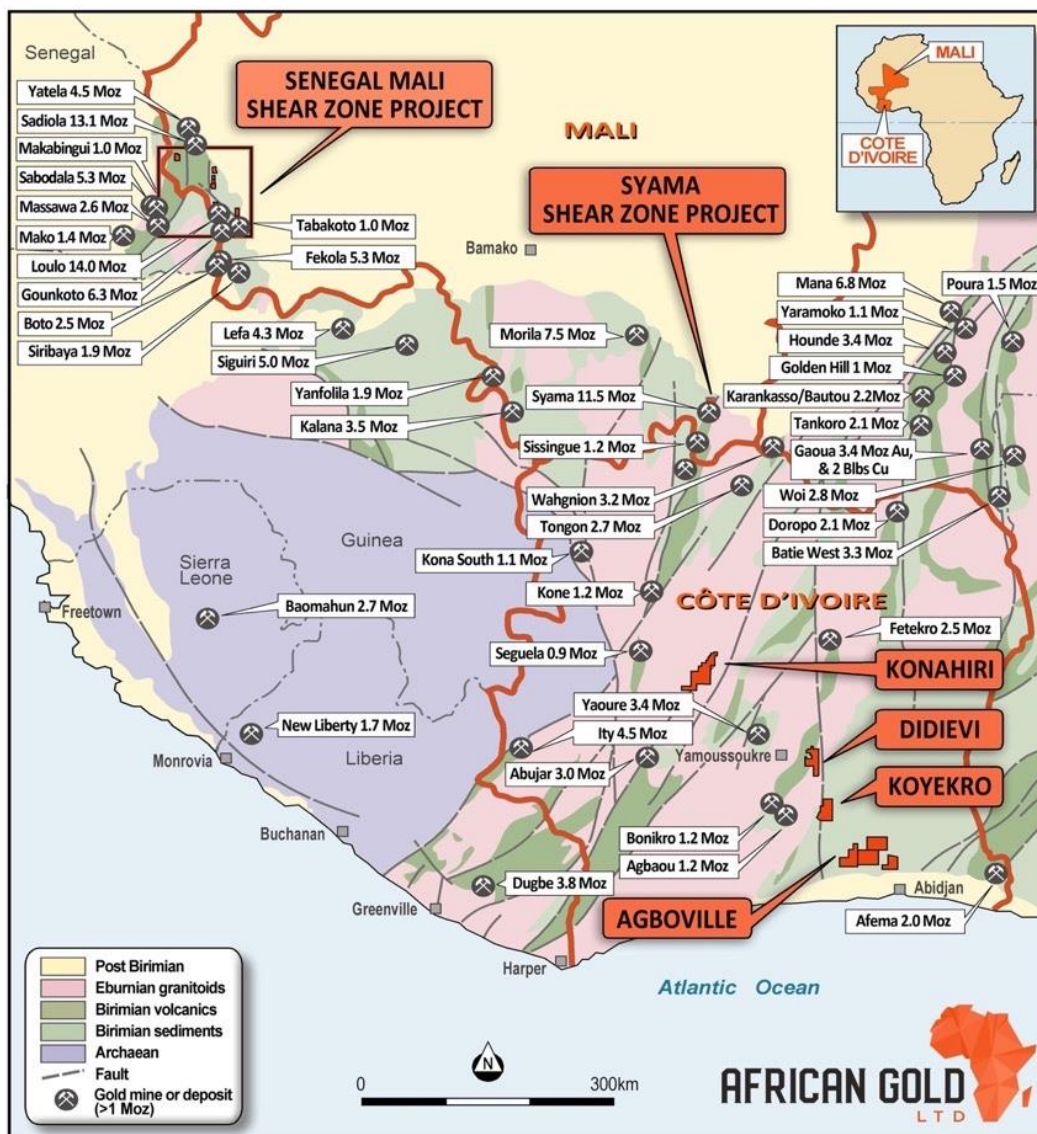 Senegal
Yatela 4.5 Moz
Sadiola 13.1 Moz
Makabingui 1.0 Moz
Sabodala 5.3 Moz
Massawa 2.6 Moz
Mako 1.4 Moz
Loulo 14.0 Moz
Gounkoto 6.3 Moz
Boto 2.5 Moz
Siribaya 1.9 Moz
SENEGAL MALI
SHEAR ZONE PROJECT
Tabakoto 1.0 Moz
Fekola 5.3 Moz
MALI
SYAMA
SHEAR ZONE PROJECT
MALI
COTE
D'IVOIRE
Bamako
Lefa 4.3 Moz
Siguiri 5.0 Moz
Yanfolila 1.9 Moz
Kalana 3.5 Moz
Morila 7.5 Moz
Syama 11.5 Moz
Sissingue 1.2 Moz
Wahgnion 3.2 Moz
Tongon 2.7 Moz
Mana 6.8 Moz
Yaramoko 1.1 Moz
Hounde 3.4 Moz
Golden Hill 1 Moz
Karankasso/Bautou 2.2Moz
Tankoro 2.1 Moz
Gaoua 3.4 Moz Au,
& 2 Blbs Cu
Woi 2.8 Moz
Doropo 2.1 Moz
Batie West 3.3 Moz
Poura 1.5 Moz
Guinea
Sierra
Leone
Freetown
Baomahun 2.7 Moz
Kona South 1.1 Moz
Kone 1.2 Moz
CÔTE D'IVOIRE
Fetekro 2.5 Moz
Seguela 0.9 Moz
KONAHIRI
Yaoure 3.4 Moz
Ity 4.5 Moz
Abujar 3.0 Moz
Yamoussoukre
DIDIEVI
KOYEKRO
New Liberty 1.7 Moz
Monrovia
Liberia
Buchanan
Bonikro 1.2 Moz
Agbaou 1.2 Moz
Dugbe 3.8 Moz
Greenville
AGBOVILLE
Abidjan
Afema 2.0 Moz
Harper
Atlantic Ocean
Post Birimian
Eburnian granitoids
Birimian volcanics
Birimian sediments
Archaean
Fault
Gold mine or deposit
(>1 Moz)
N
0 300km
AFRICAN GOLD
LTD